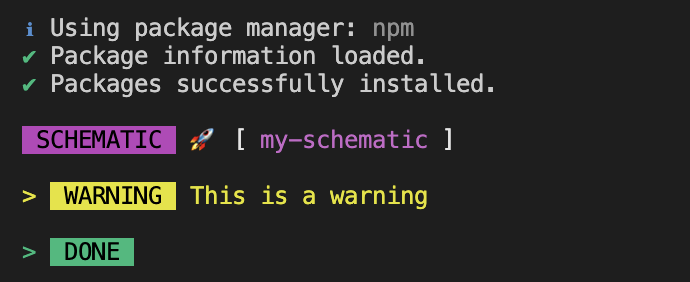 ℹ Using package manager: npm
✔ Package information loaded.
✔ Packages successfully installed.
SCHEMATIC 🚀 [ my-schematic ]
> WARNING This is a warning
> DONE